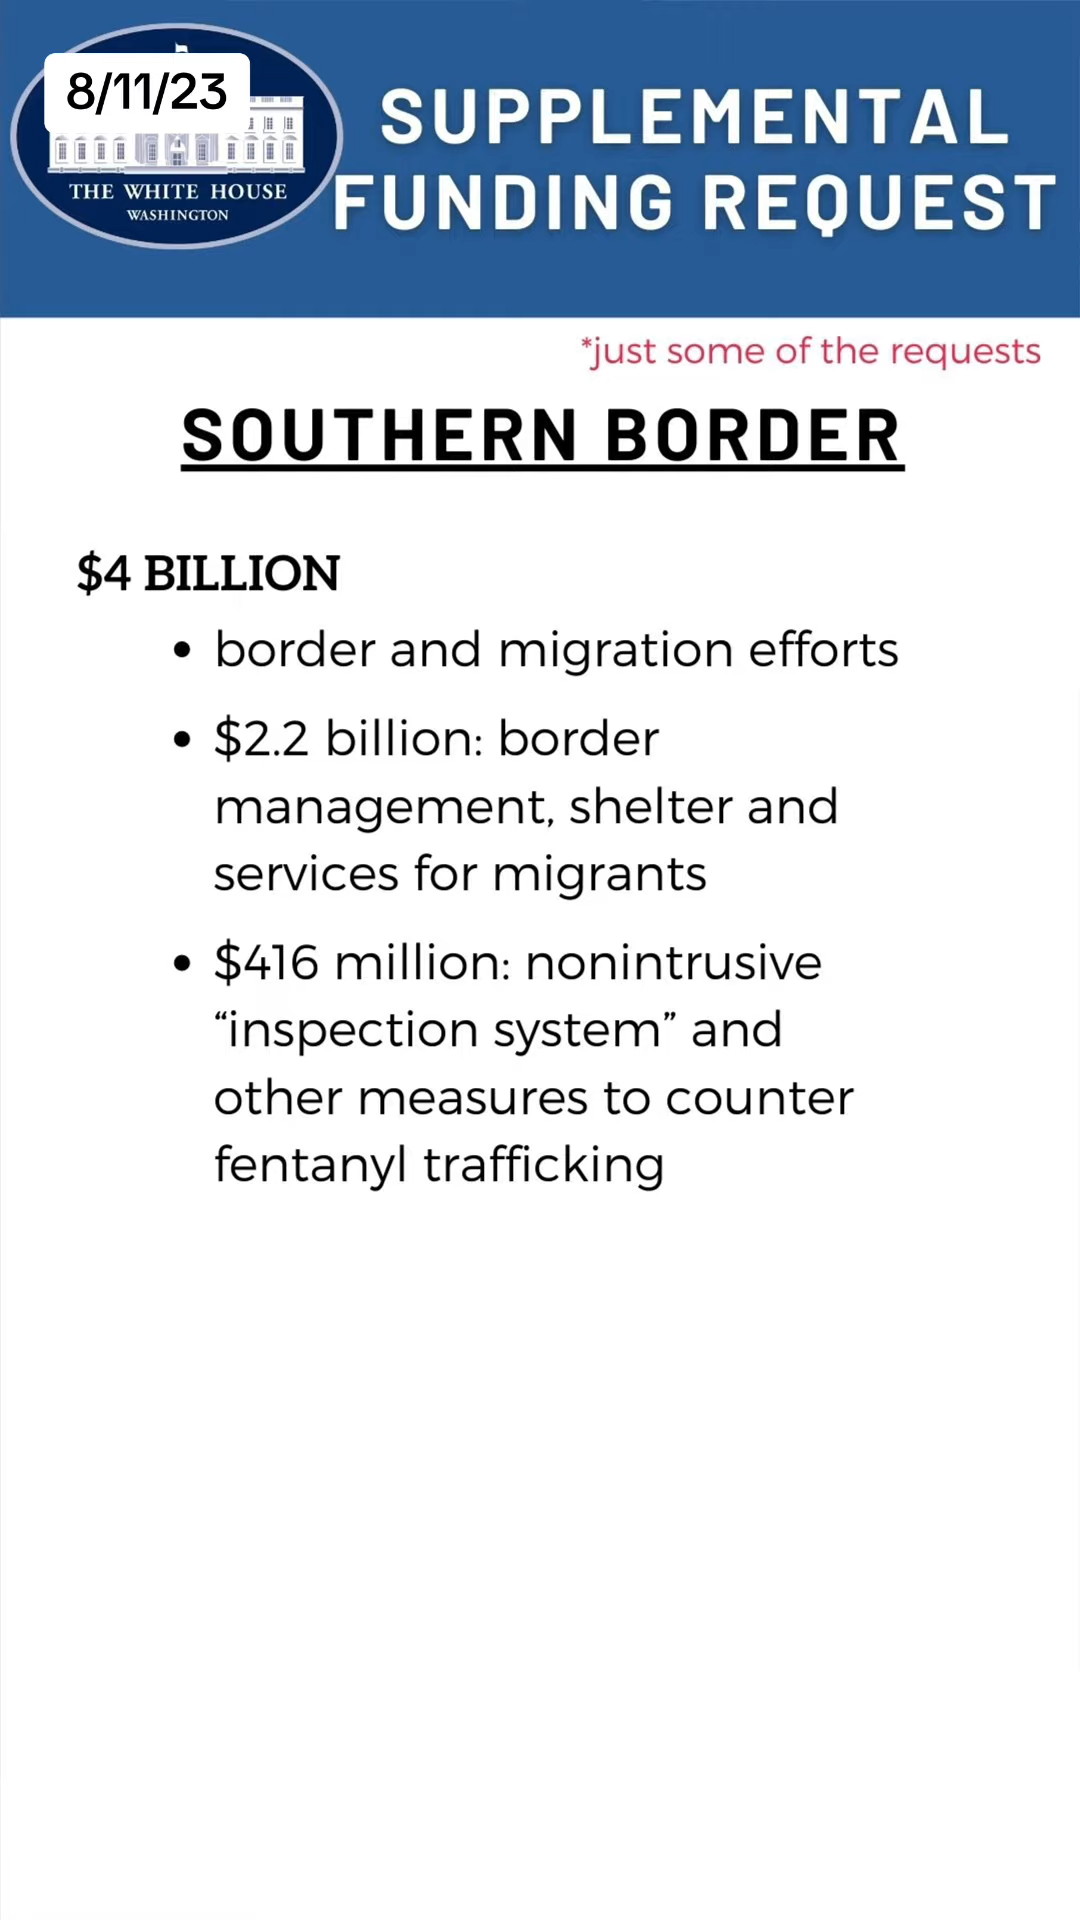 8/11/23
THE WHITE HOUSE
WASHINGTON
SUPPLEMENTAL
FUNDING REQUEST
*just some of the requests
SOUTHERN BORDER
$4 BILLION
• border and migration efforts
• $2.2 billion: border
management, shelter and
services for migrants
• $416 million: nonintrusive
“inspection system” and
other measures to counter
fentanyl trafficking